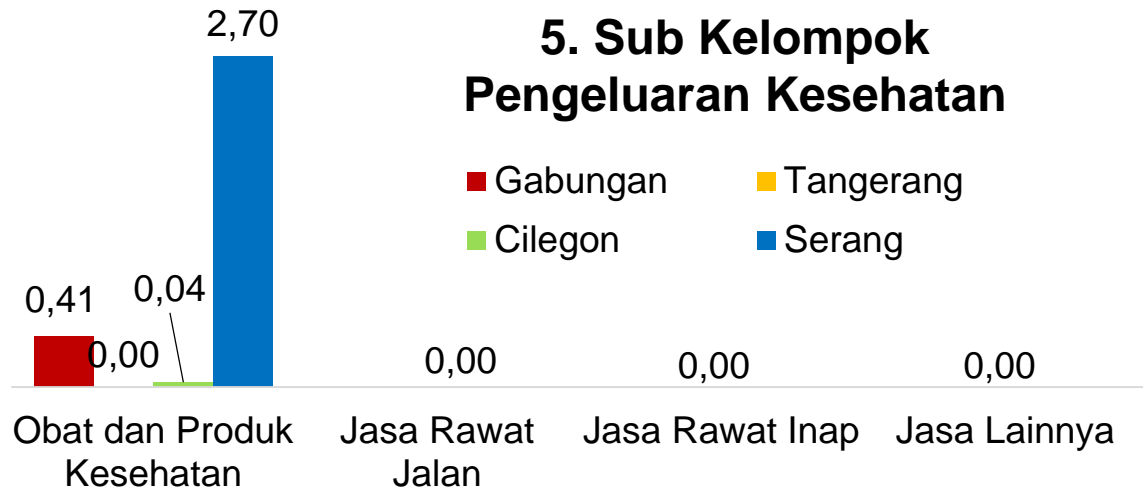 5. Sub Kelompok
Pengeluaran Kesehatan
Gabungan
Tangerang
Cilegon
Serang
2,70
0,41
0,04
0,00
0,00
0,00
0,00
Obat dan Produk
Kesehatan
Jasa Rawat
Jalan
Jasa Rawat Inap
Jasa Lainnya